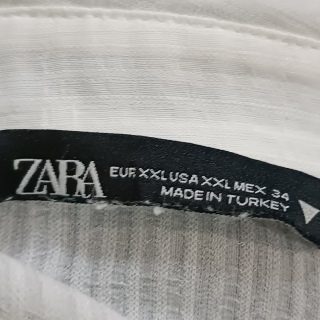 ZARA
EUR XXL USA XXL MEX 34
MADE IN TURKEY